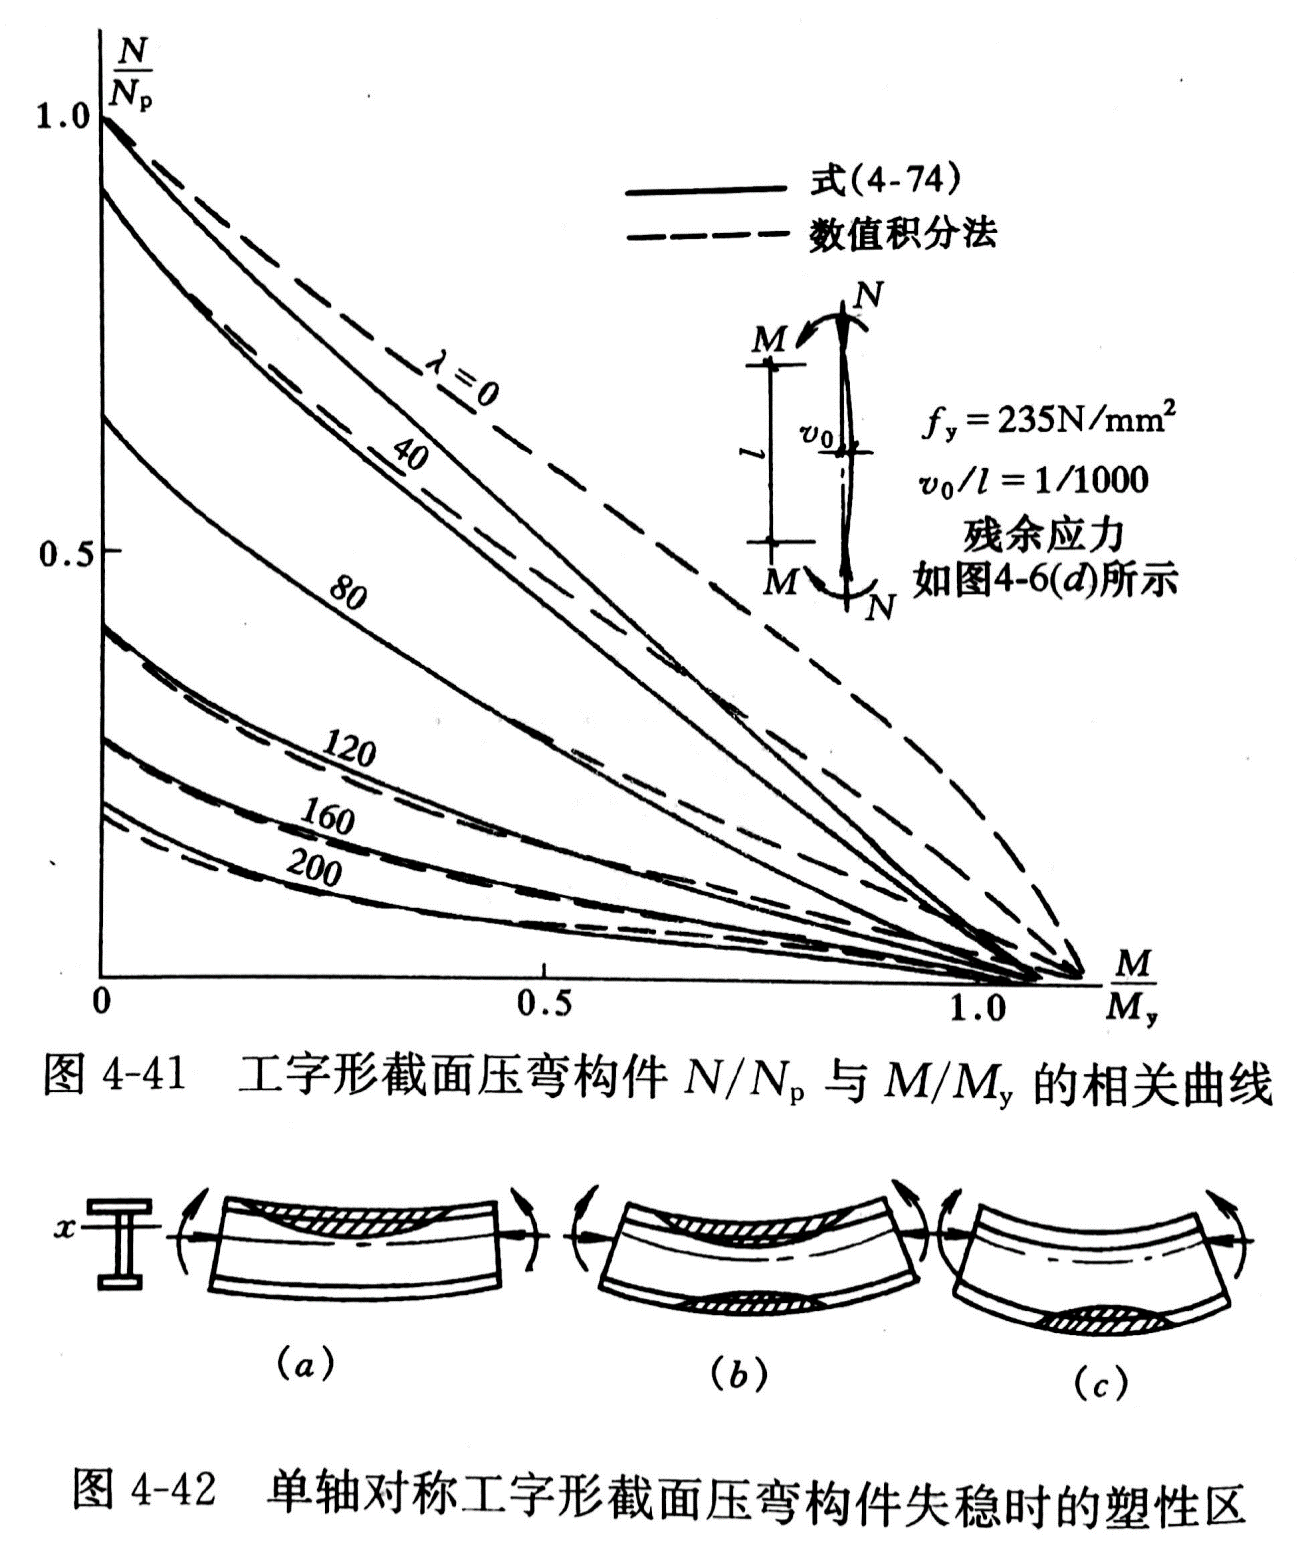 N/Np
1.0
式(4-74)
数值积分法
N
M
λ=0
40
v0
l
fy=235N/mm²
v0/l=1/1000
残余应力
如图4-6(d)所示
0.5
M
N
80
120
160
200
0
0.5
1.0
M/My
图 4-41 工字形截面压弯构件 N/Np 与 M/My 的相关曲线
x
(a)
(b)
(c)
图 4-42 单轴对称工字形截面压弯构件失稳时的塑性区